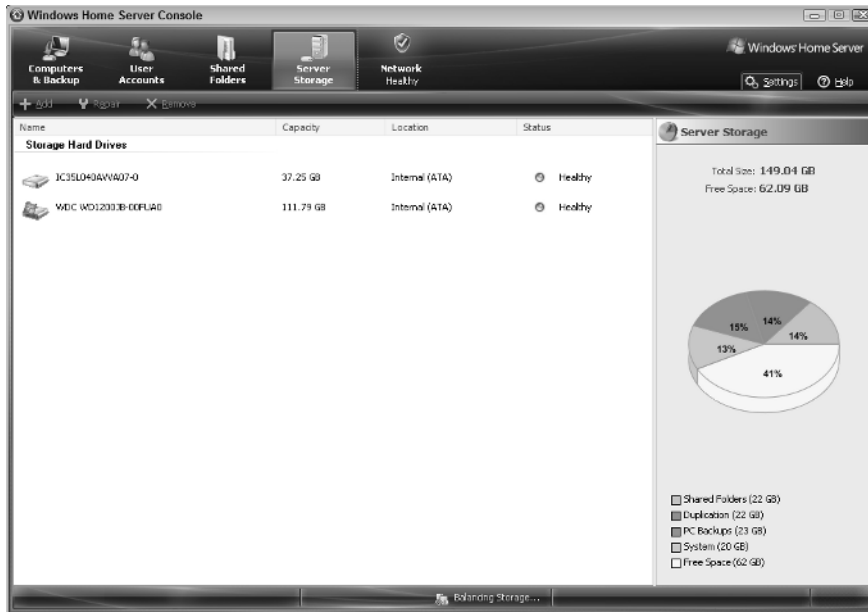 Windows Home Server Console
Computers & Backup
User Accounts
Shared Folders
Server Storage
Network Healthy
Windows Home Server
Settings
Help
Add
Repair
Remove
Name Capacity Location Status
Storage Hard Drives
IC35L040AVVA07-0 37.25 GB Internal (ATA) Healthy
WDC WD1200JB-00FUA0 111.79 GB Internal (ATA) Healthy
Server Storage
Total Size: 149.04 GB
Free Space: 62.09 GB
15%
14%
14%
13%
41%
Shared Folders (22 GB)
Duplication (22 GB)
PC Backups (23 GB)
System (20 GB)
Free Space (62 GB)
Balancing Storage...